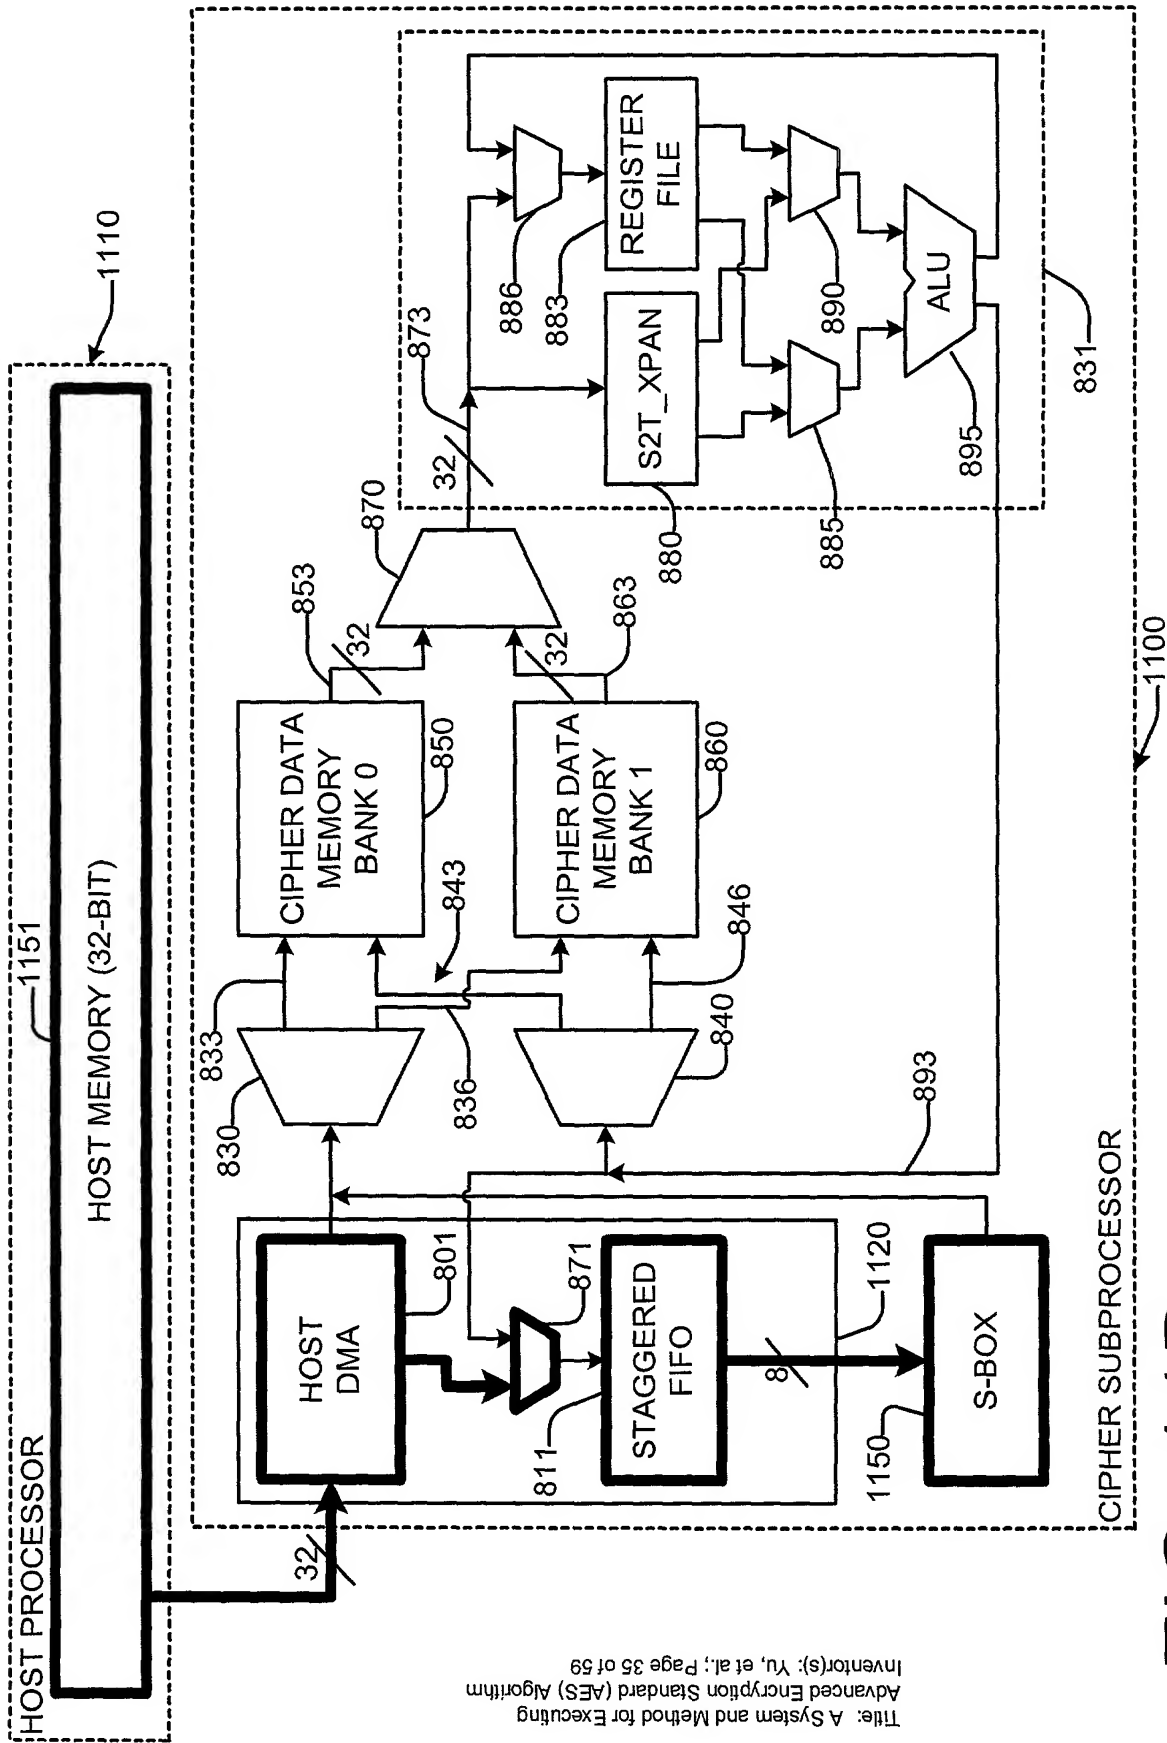 HOST PROCESSOR
1151
HOST MEMORY (32-BIT)
1110
32
HOST
DMA
801
871
811
STAGGERED
FIFO
8
1120
1150
S-BOX
830
833
836
843
840
846
893
CIPHER DATA
MEMORY
BANK 0
850
853
32
CIPHER DATA
MEMORY
BANK 1
860
863
32
870
32
873
886
883
REGISTER
FILE
S2T_XPAN
880
885
890
ALU
895
831
CIPHER SUBPROCESSOR
1100
Title: A System and Method for Executing
Advanced Encryption Standard (AES) Algorithm
Inventor(s): Yu, et al.; Page 35 of 59